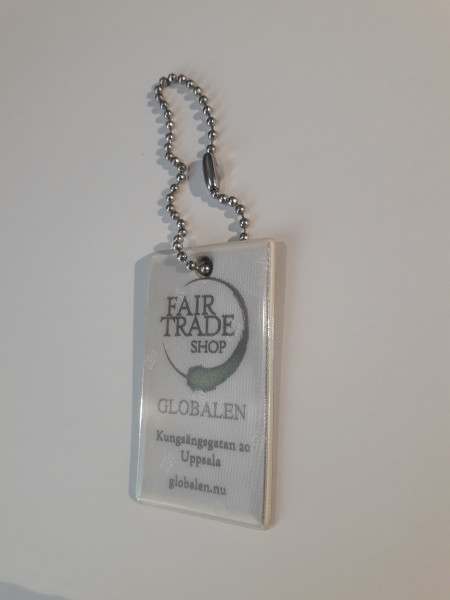 FAIR
TRADE
SHOP
GLOBALEN
Kungsängsgatan 20
Uppsala
globalen.nu